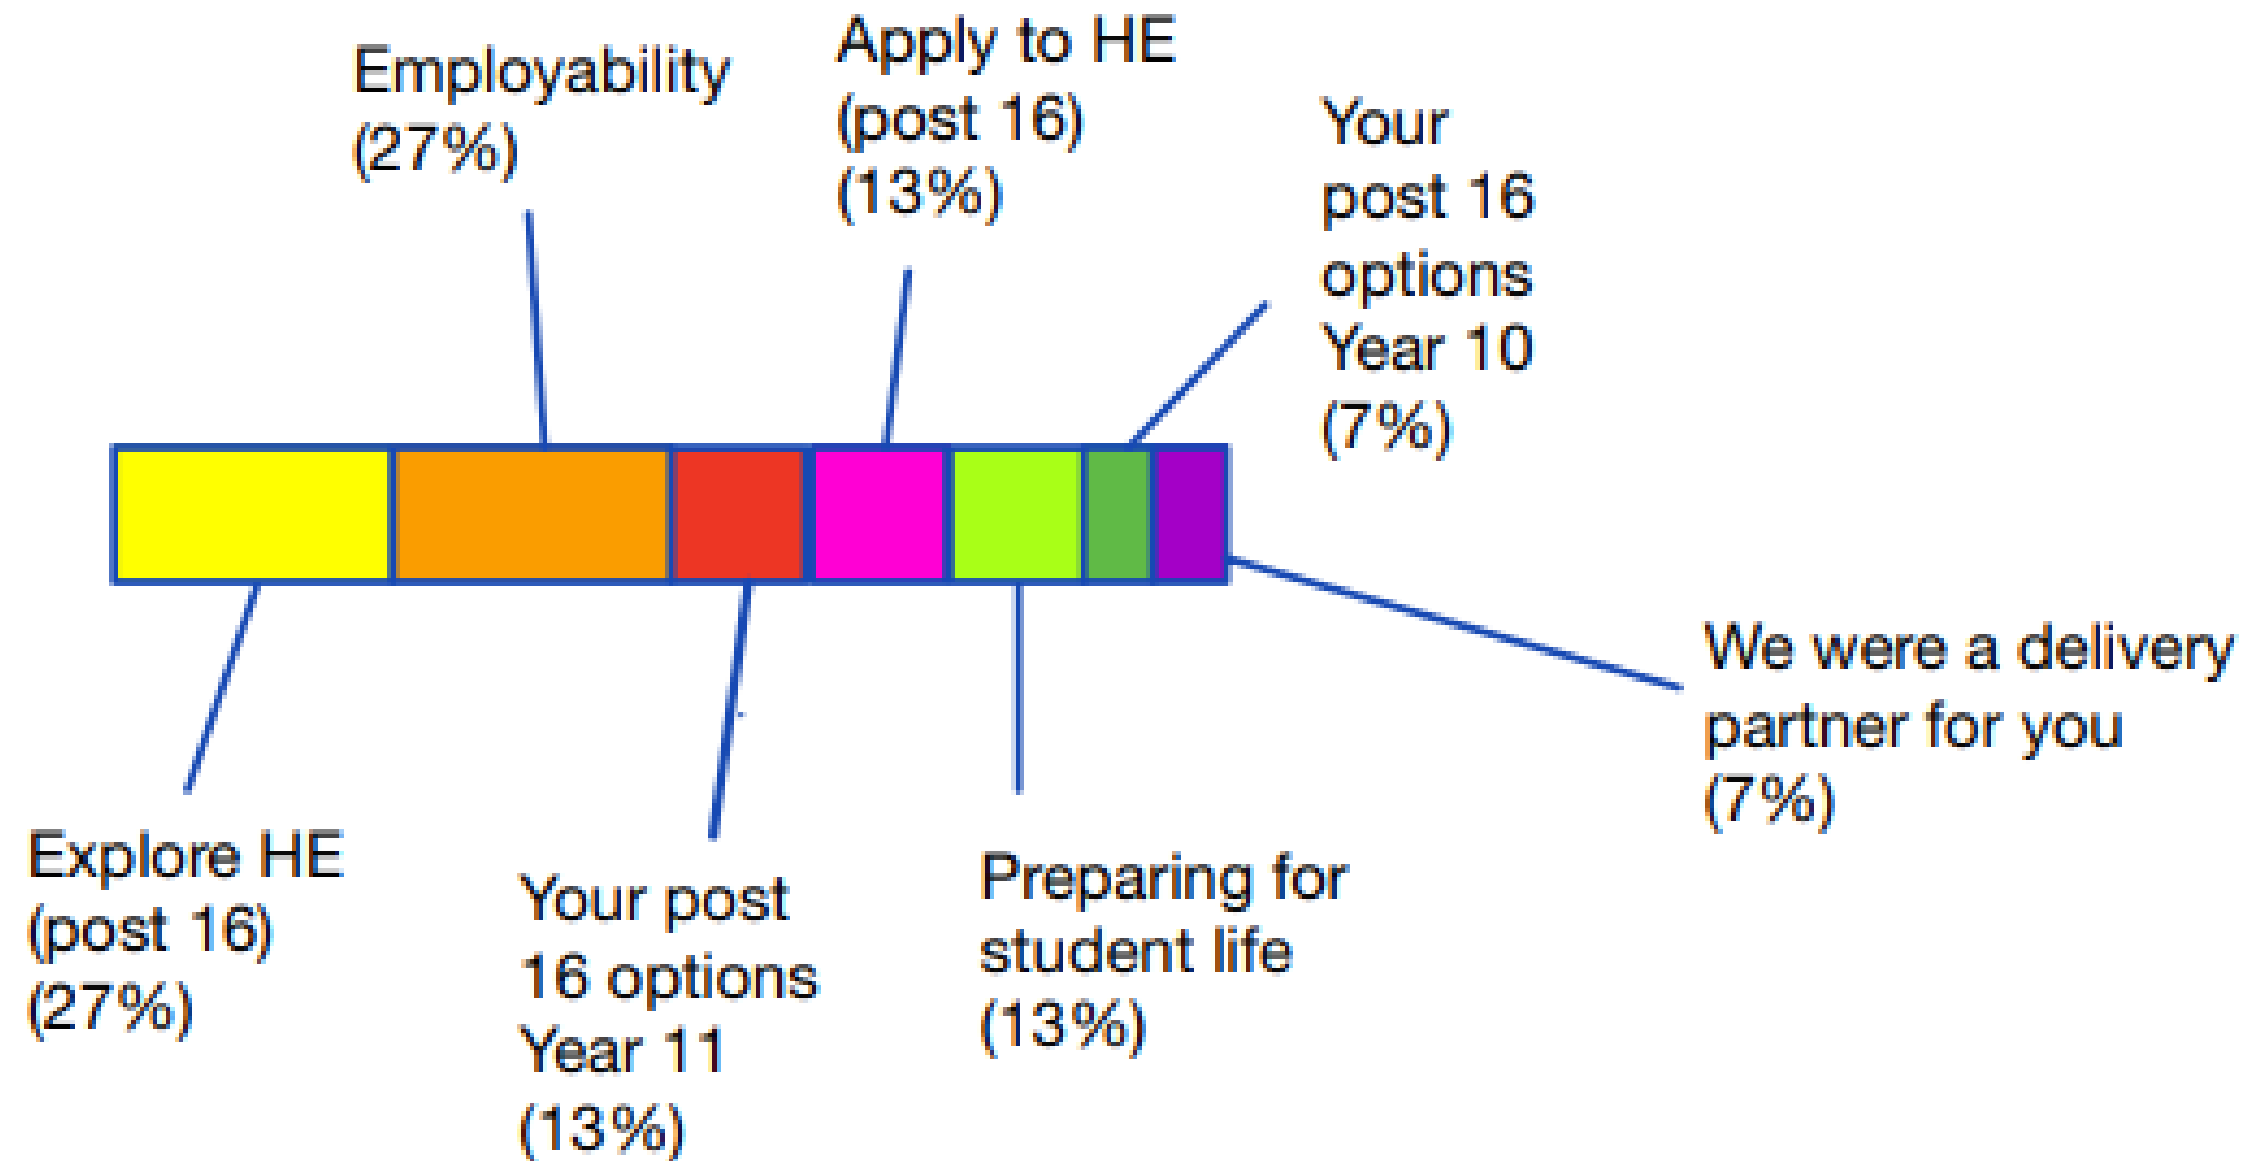 Employability
(27%)
Apply to HE
(post 16)
(13%)
Your
post 16
options
Year 10
(7%)
We were a delivery
partner for you
(7%)
Explore HE
(post 16)
(27%)
Your post
16 options
Year 11
(13%)
Preparing for
student life
(13%)